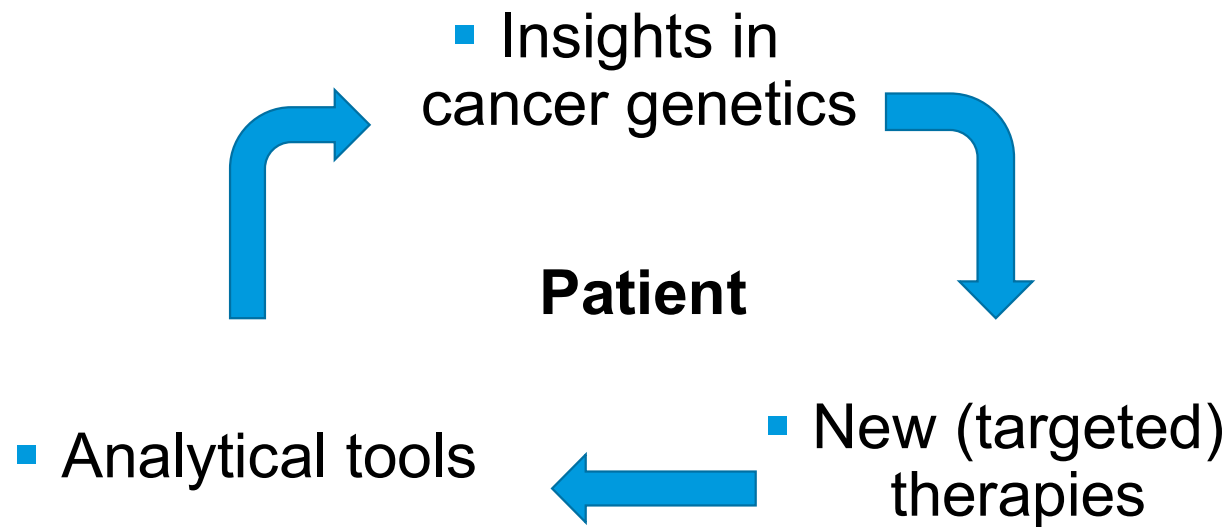 ▪ Insights in
cancer genetics
Patient
▪ Analytical tools
▪ New (targeted)
therapies